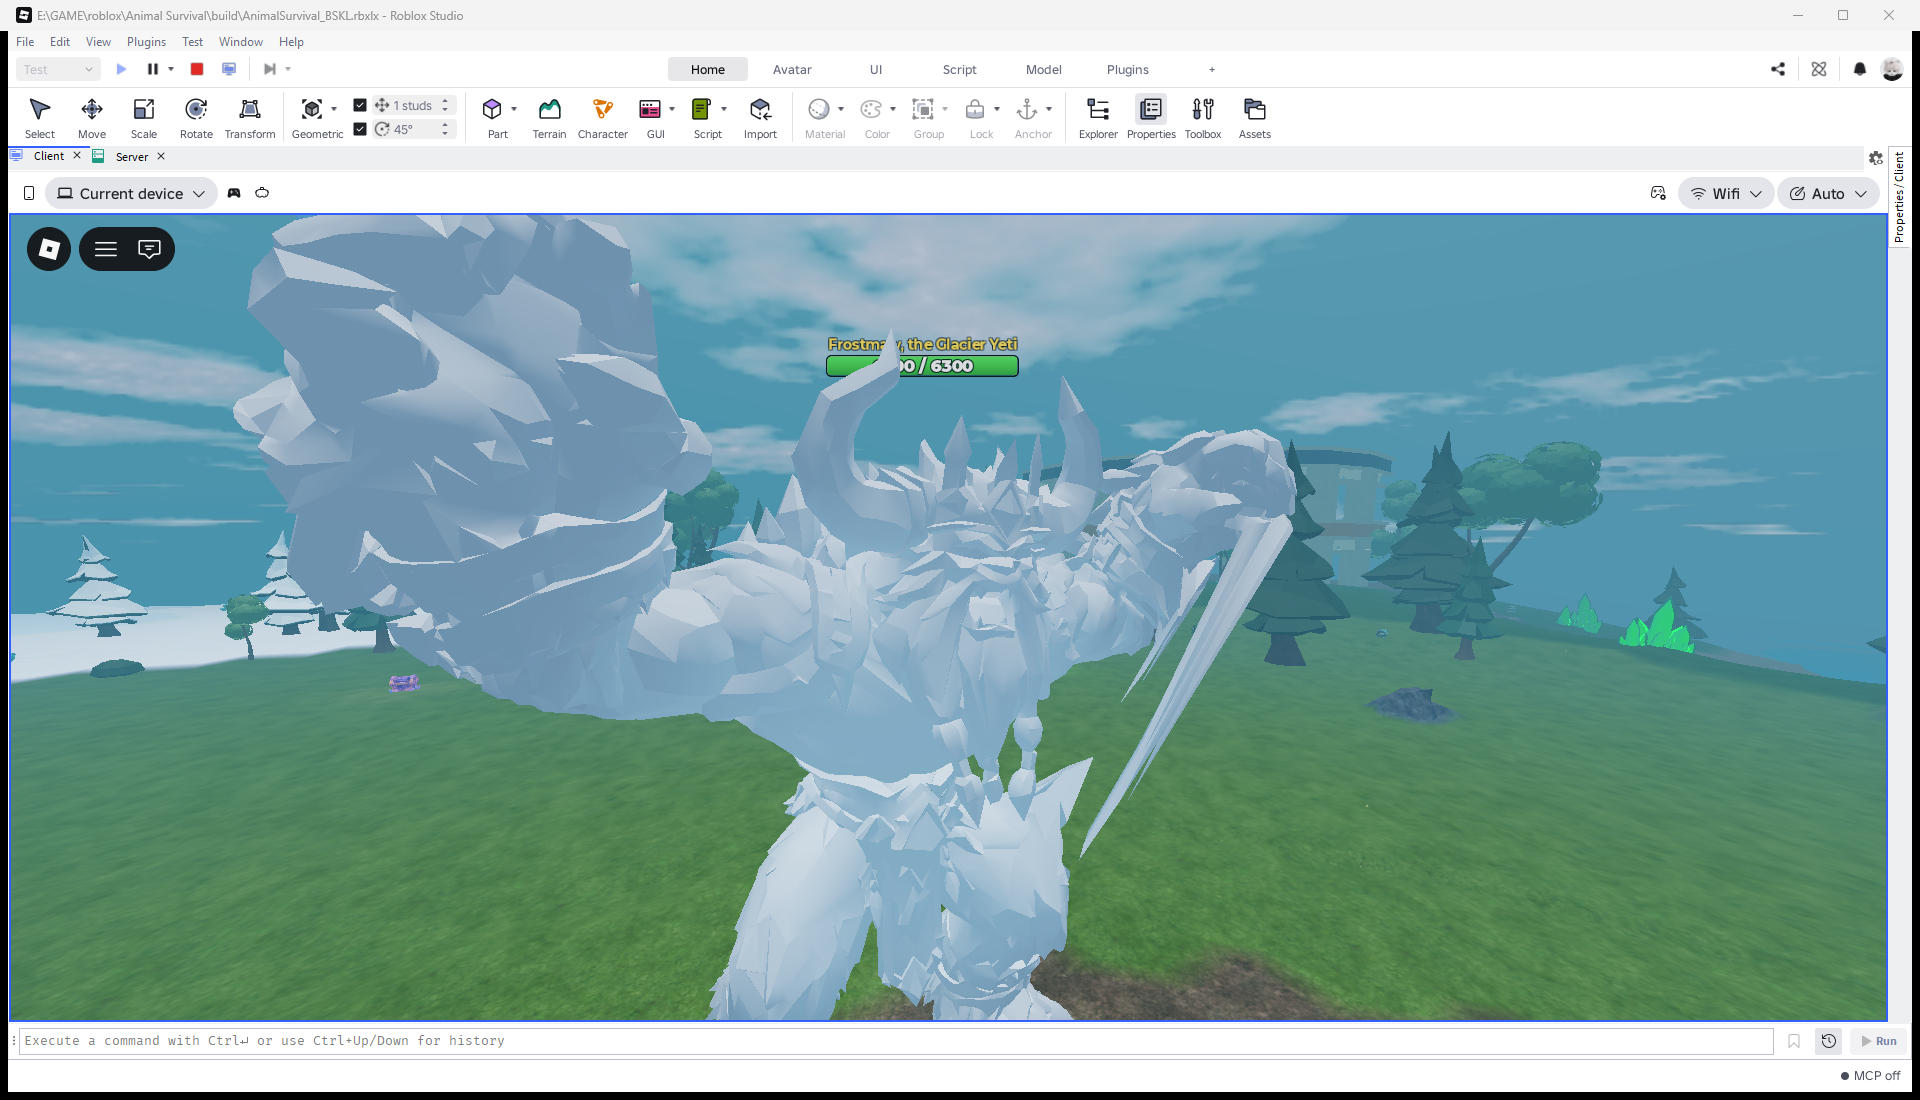 E:\GAME\roblox\Animal Survival\build\AnimalSurvival_BSKL.rbxlx - Roblox Studio
File Edit View Plugins Test Window Help
Test
Home Avatar UI Script Model Plugins +
Select Move Scale Rotate Transform Geometric
1 studs
45°
Part Terrain Character GUI Script Import Material Color Group Lock Anchor Explorer Properties Toolbox Assets
Client Server
Properties / Client
Current device
Wifi Auto
the Glacier Yeti
/ 6300
Execute a command with Ctrl↵ or use Ctrl+Up/Down for history
Run
MCP off